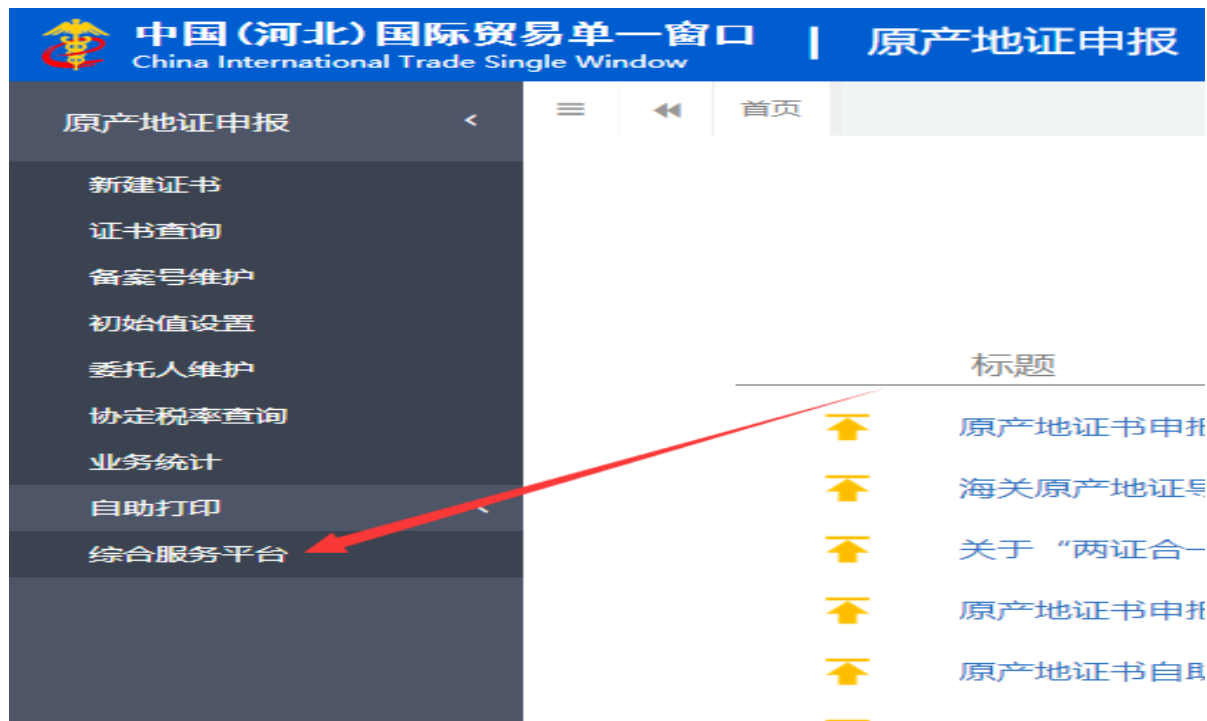 中国(河北)国际贸易单一窗口 | 原产地证申报
China International Trade Single Window
原产地证申报
首页
新建证书
证书查询
备案号维护
初始值设置
委托人维护
协定税率查询
业务统计
自助打印
综合服务平台
标题
原产地证书申
海关原产地证
关于“两证合一
原产地证书申
原产地证书自